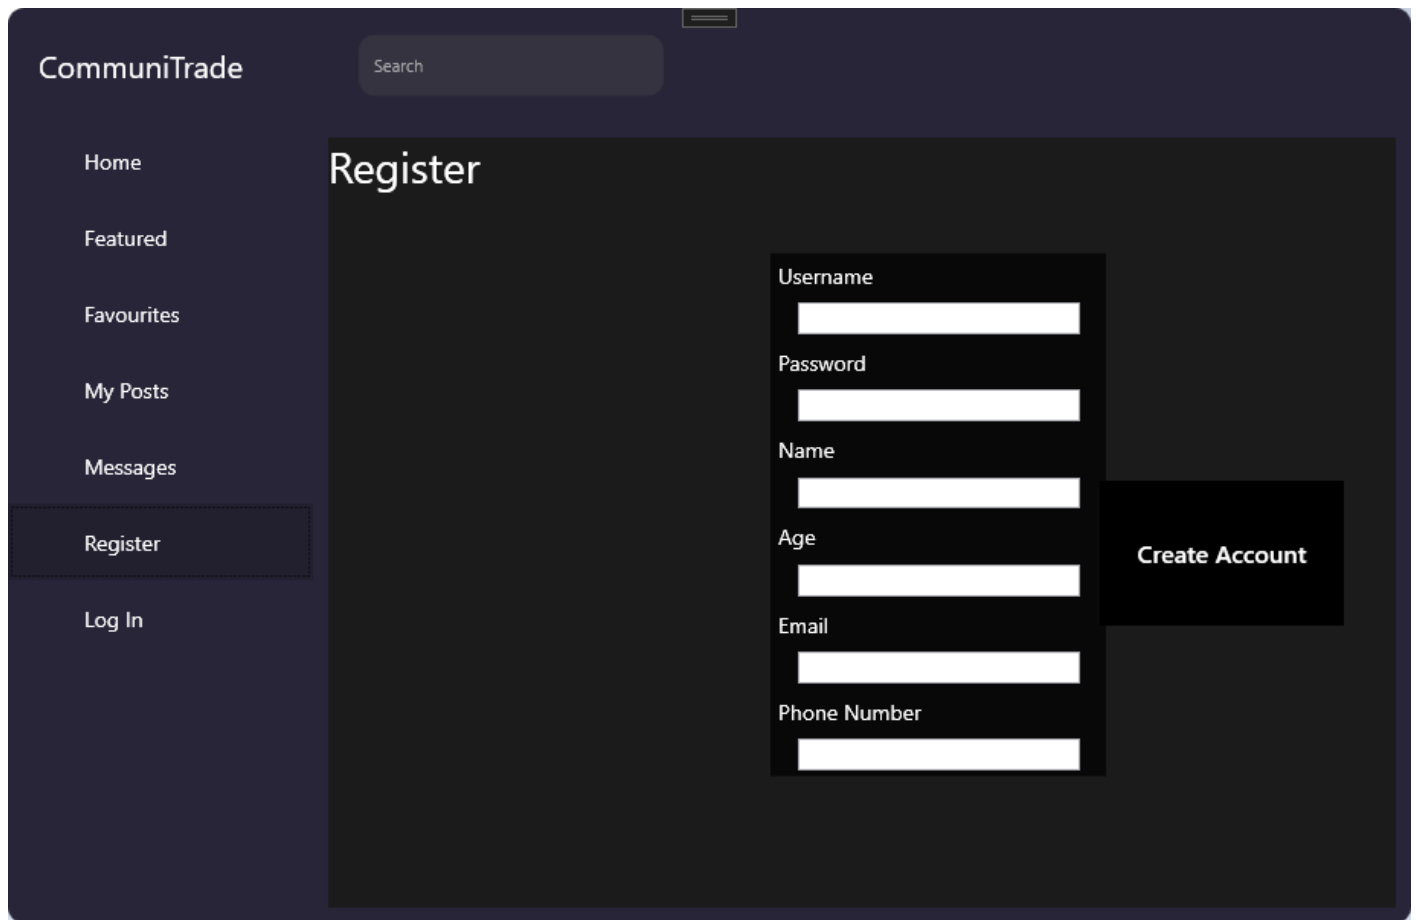 CommuniTrade
Search
Home
Featured
Favourites
My Posts
Messages
Register
Log In
Register
Username
Password
Name
Age
Email
Phone Number
Create Account